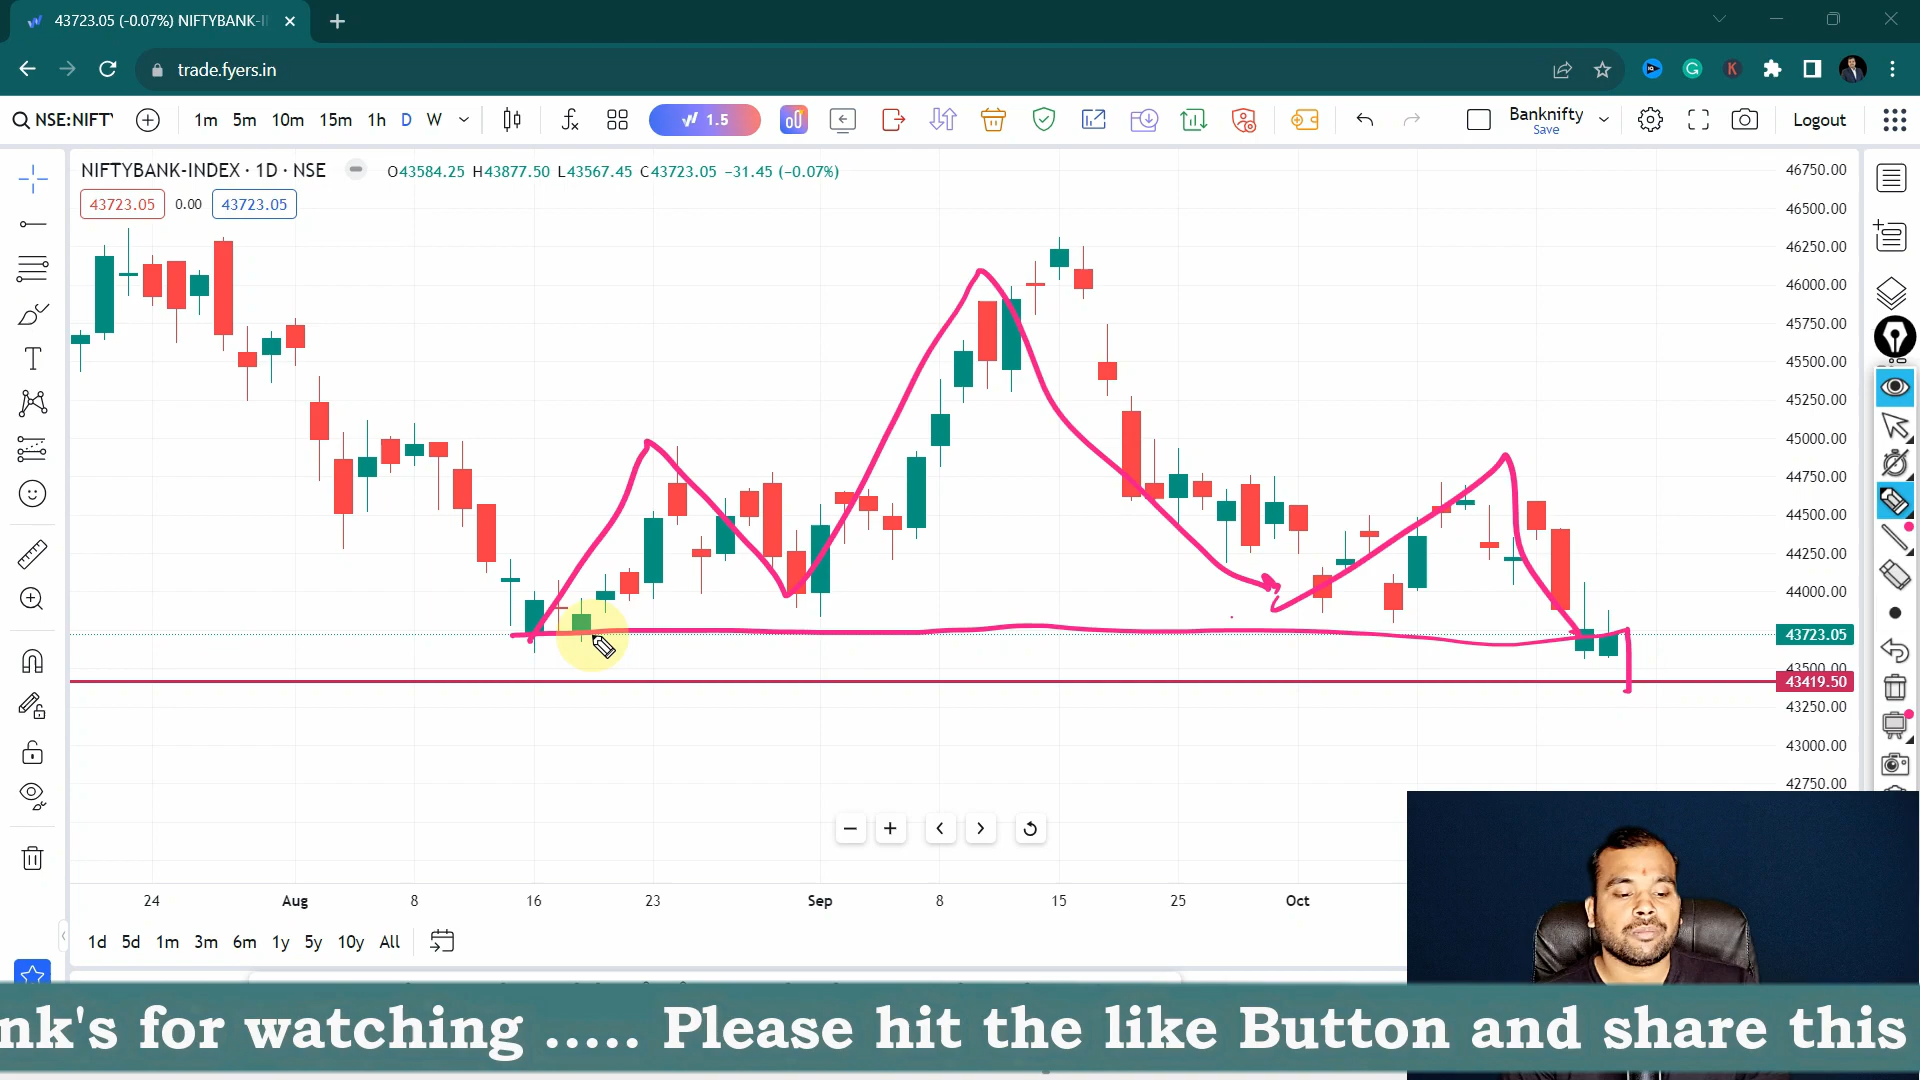 43723.05 (-0.07%) NIFTYBANK-I
trade.fyers.in
NSE:NIFT
1m 5m 10m 15m 1h D W
1.5
Banknifty
Save
Logout
NIFTYBANK-INDEX · 1D · NSE
O43584.25 H43877.50 L43567.45 C43723.05 −31.45 (−0.07%)
43723.05 0.00 43723.05
46750.00
46500.00
46250.00
46000.00
45750.00
45500.00
45250.00
45000.00
44750.00
44500.00
44250.00
44000.00
43723.05
43500.00
43419.50
43250.00
43000.00
42750.00
24 Aug 8 16 23 Sep 8 15 25 Oct
1d 5d 1m 3m 6m 1y 5y 10y All
nk's for watching ..... Please hit the like Button and share this